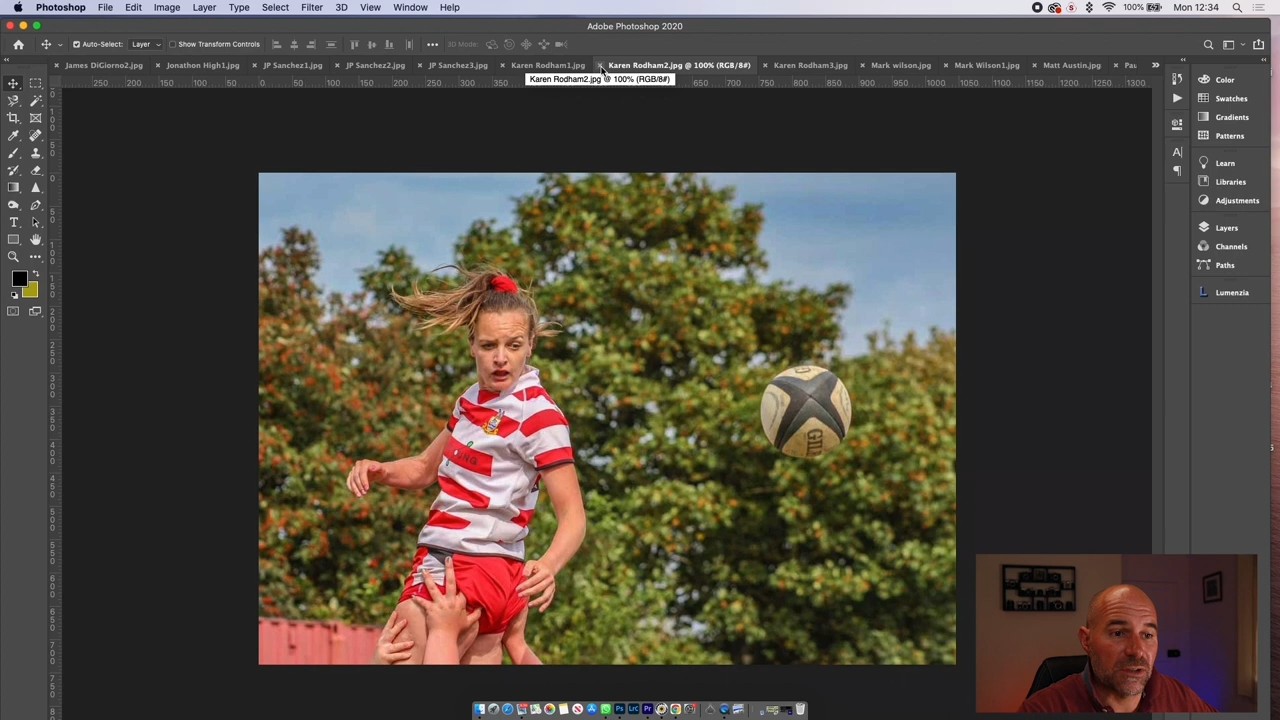 Photoshop File Edit Image Layer Type Select Filter 3D View Window Help 100% Mon 12:34
Adobe Photoshop 2020
Auto-Select: Layer Show Transform Controls 3D Mode:
James DiGiorno2.jpg Jonathon High1.jpg JP Sanchez1.jpg JP Sanchez2.jpg JP Sanchez3.jpg Karen Rodham1.jpg Karen Rodham2.jpg @ 100% (RGB/8#) Karen Rodham3.jpg Mark wilson.jpg Mark Wilson1.jpg Matt Austin.jpg Pau
Karen Rodham2.jpg @ 100% (RGB/8#)
Color
Swatches
Gradients
Patterns
Learn
Libraries
Adjustments
Layers
Channels
Paths
Lumenzia